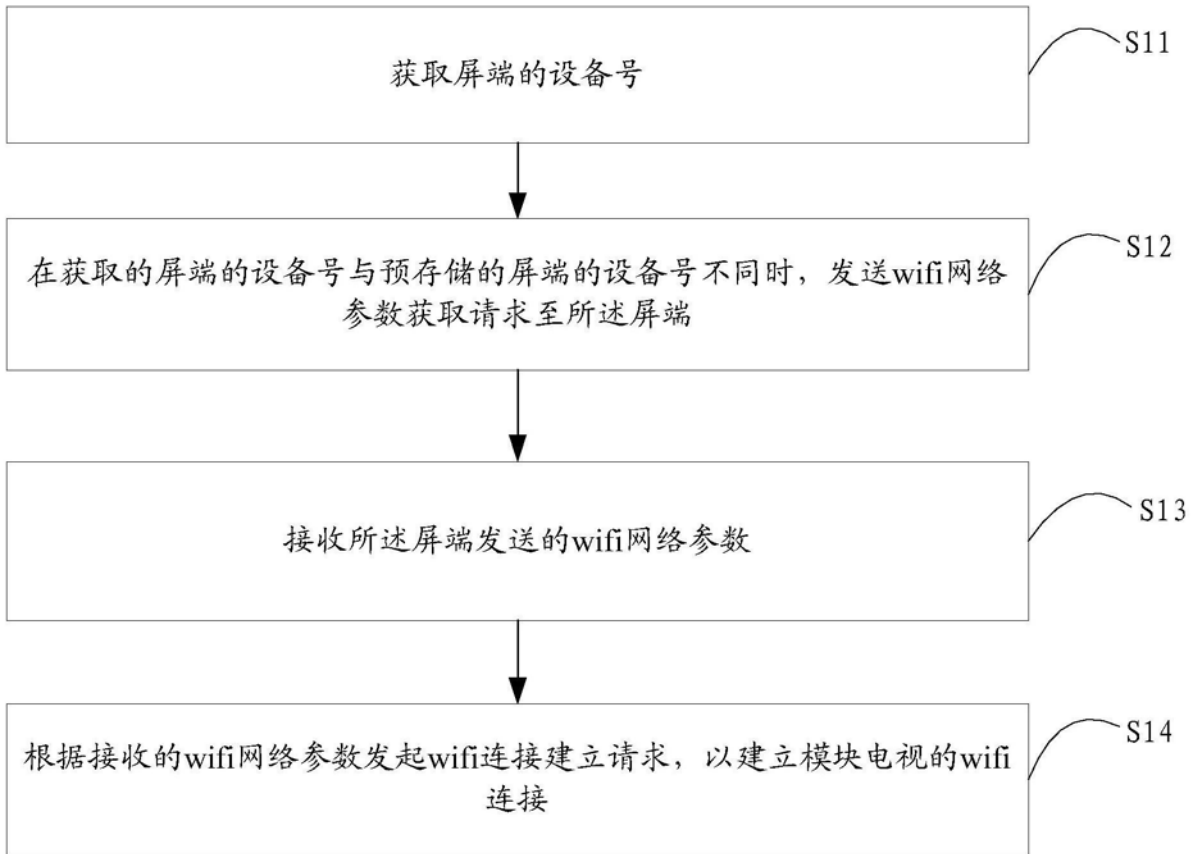 获取屏端的设备号
S11
在获取的屏端的设备号与预存储的屏端的设备号不同时，发送wifi网络
参数获取请求至所述屏端
S12
接收所述屏端发送的wifi网络参数
S13
根据接收的wifi网络参数发起wifi连接建立请求，以建立模块电视的wifi
连接
S14